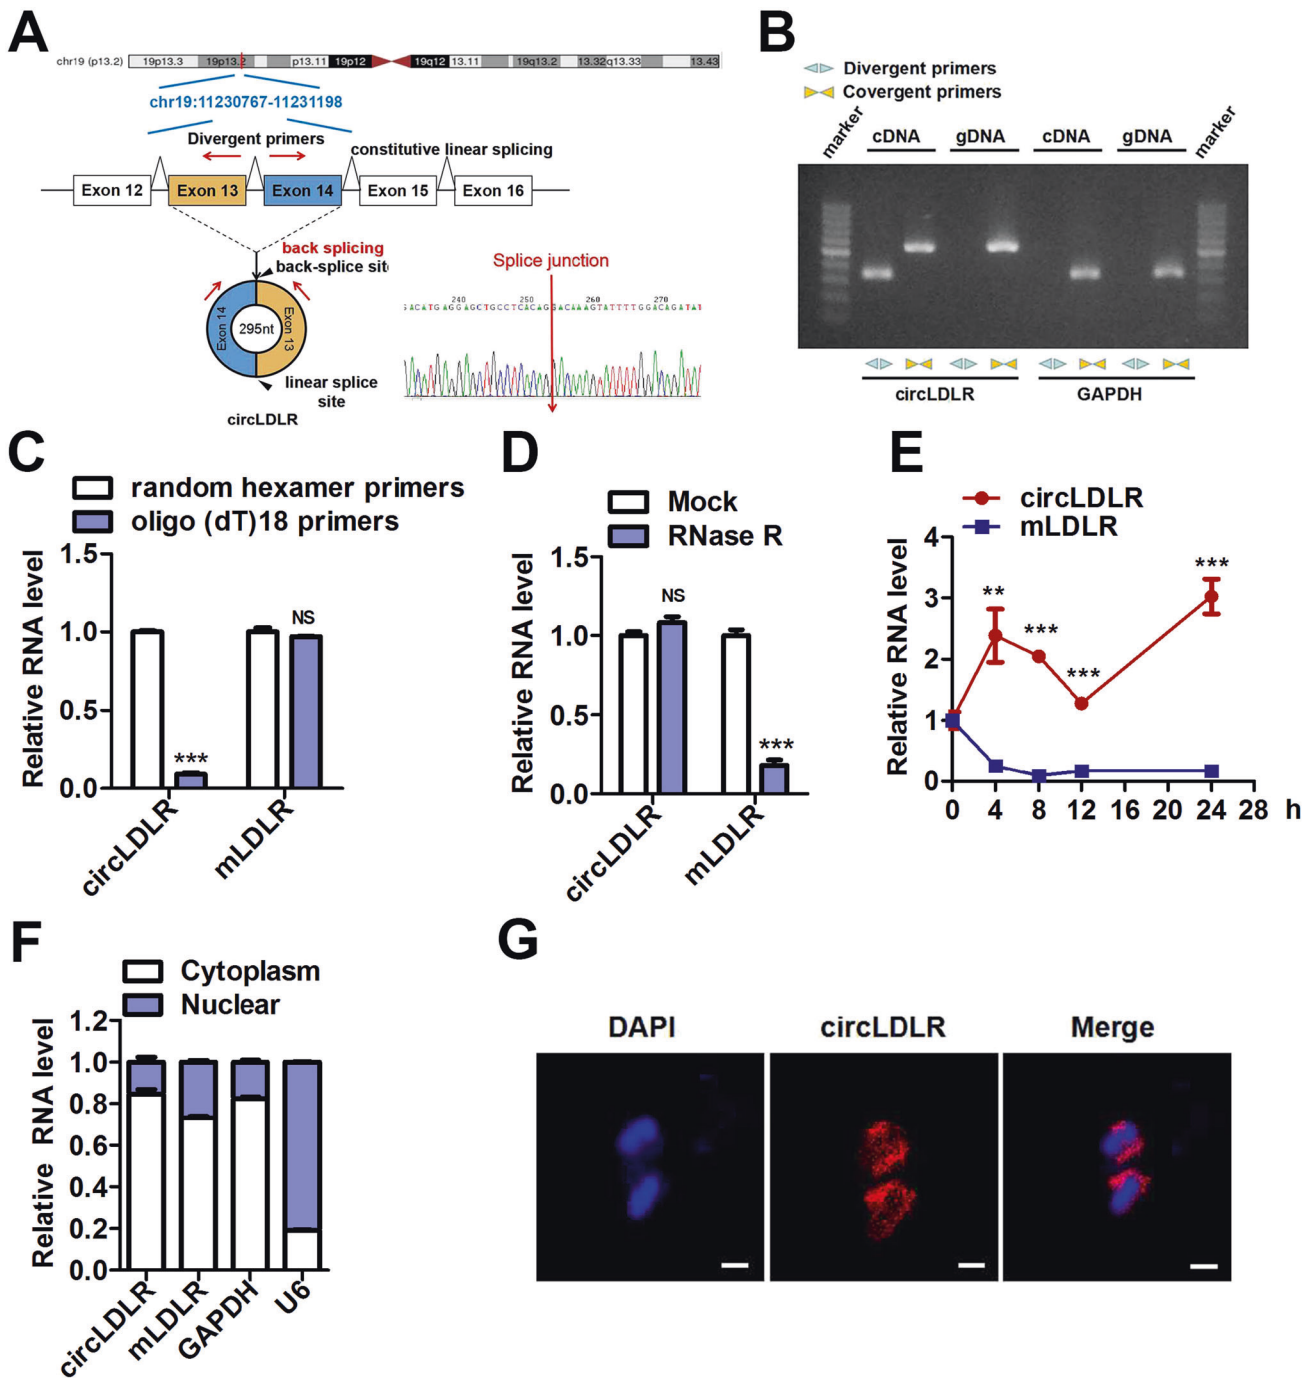 A
chr19 (p13.2)
19p13.3
19p13.2
p13.11
19p12
19q12
13.11
19q13.2
13.32
q13.33
13.43
chr19:11230767-11231198
Divergent primers
constitutive linear splicing
Exon 12
Exon 13
Exon 14
Exon 15
Exon 16
back splicing
back-splice sit
Exon 14
295nt
Exon 13
linear splice
site
circLDLR
Splice junction
240
250
260
270
B
Divergent primers
Covergent primers
marker
cDNA
gDNA
cDNA
gDNA
marker
circLDLR
GAPDH
C
random hexamer primers
oligo (dT)18 primers
Relative RNA level
1.5
1.0
0.5
0.0
***
NS
circLDLR
mLDLR
D
Mock
RNase R
Relative RNA level
1.5
1.0
0.5
0.0
NS
***
circLDLR
mLDLR
E
circLDLR
mLDLR
Relative RNA level
4
3
2
1
0
**
***
***
***
0 4 8 12 16 20 24 28 h
F
Cytoplasm
Nuclear
Relative RNA level
1.2
1.0
0.8
0.6
0.4
0.2
0.0
circLDLR
mLDLR
GAPDH
U6
G
DAPI
circLDLR
Merge